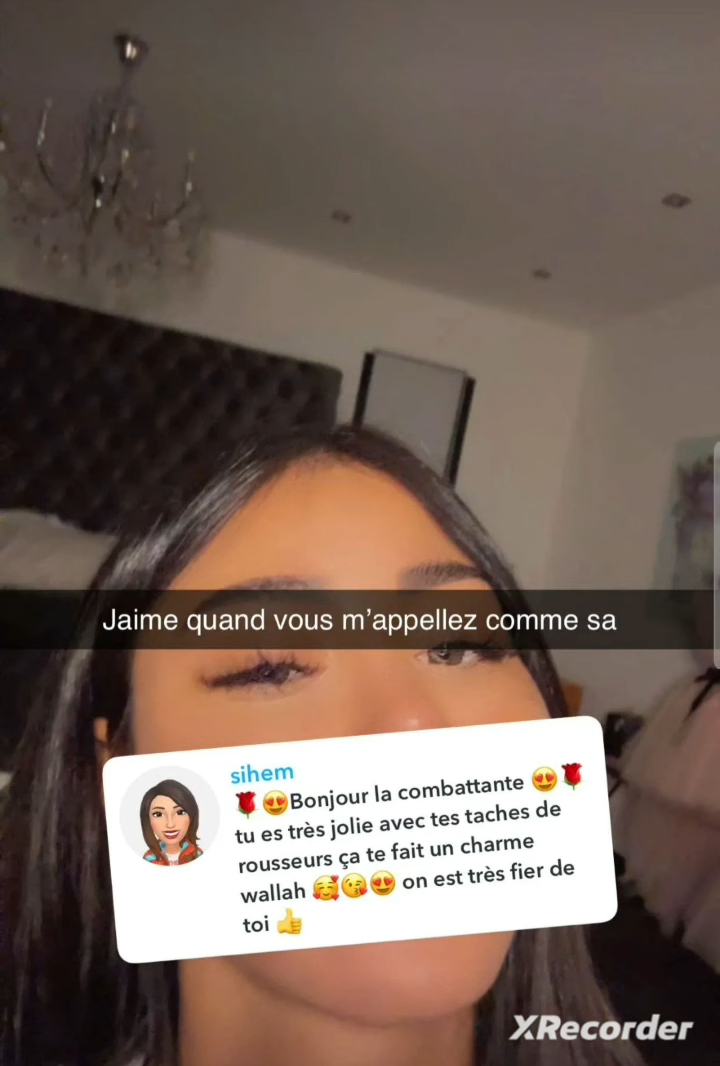 Jaime quand vous m’appellez comme sa
sihem
🌹😍Bonjour la combattante 😍🌹
tu es très jolie avec tes taches de
rousseurs ça te fait un charme
wallah 🥰😘😍 on est très fier de
toi 👍
XRecorder